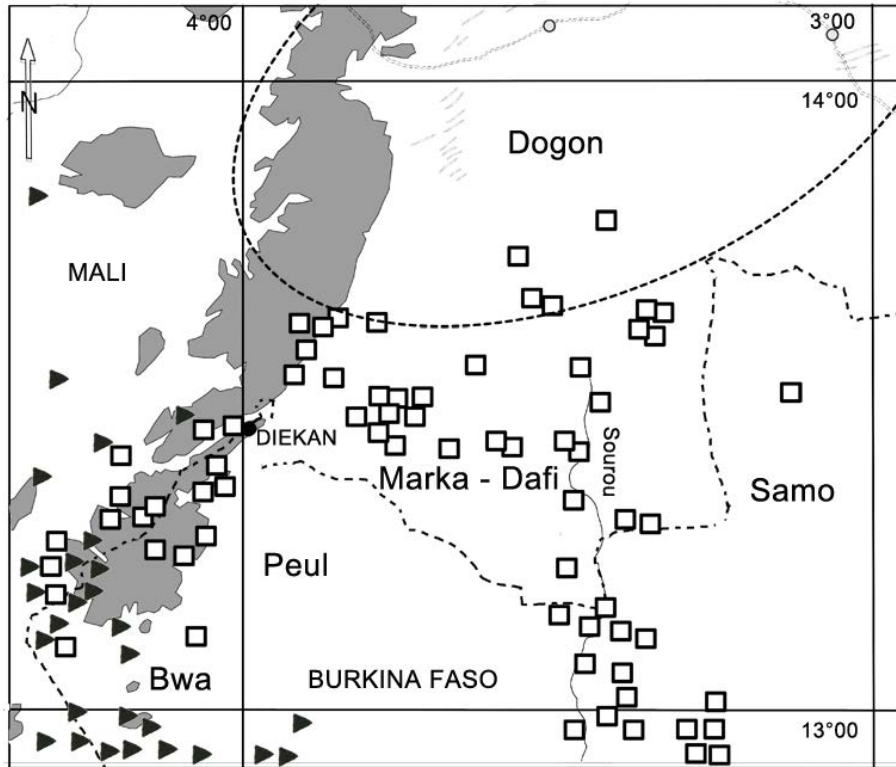 4°00
3°00
14°00
N
Dogon
MALI
DIEKAN
Sourou
Marka - Dafi
Samo
Peul
Bwa
BURKINA FASO
13°00